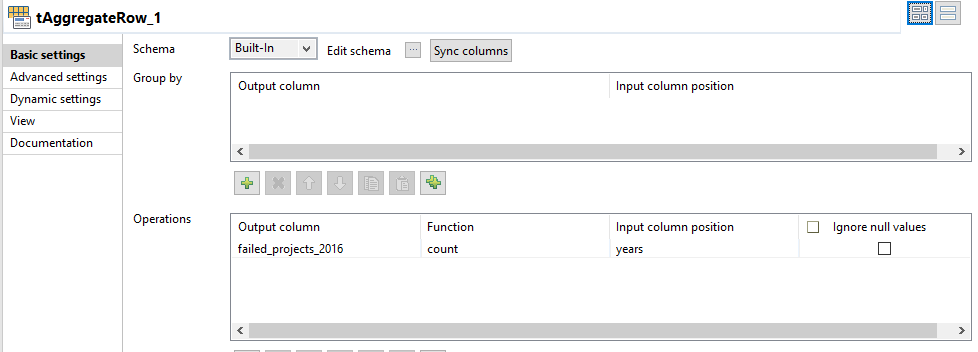 tAggregateRow_1
Basic settings
Advanced settings
Dynamic settings
View
Documentation
Schema Built-In Edit schema ... Sync columns
Group by
Output column Input column position
Operations
Output column Function Input column position Ignore null values
failed_projects_2016 count years